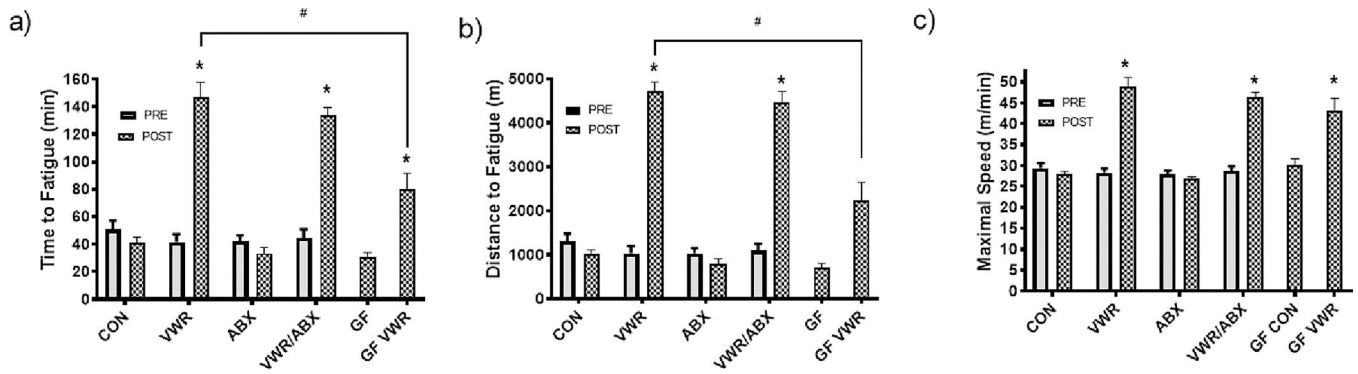 a)
#
Time to Fatigue (min)
160
140
120
100
80
60
40
20
0
PRE
POST
*
*
*
CON
VWR
ABX
VWR/ABX
GF
GF VWR
b)
#
Distance to Fatigue (m)
5000
4000
3000
2000
1000
0
PRE
POST
*
*
CON
VWR
ABX
VWR/ABX
GF
GF VWR
c)
Maximal Speed (m/min)
50
45
40
35
30
25
20
15
10
5
0
PRE
POST
*
*
*
CON
VWR
ABX
VWR/ABX
GF CON
GF VWR